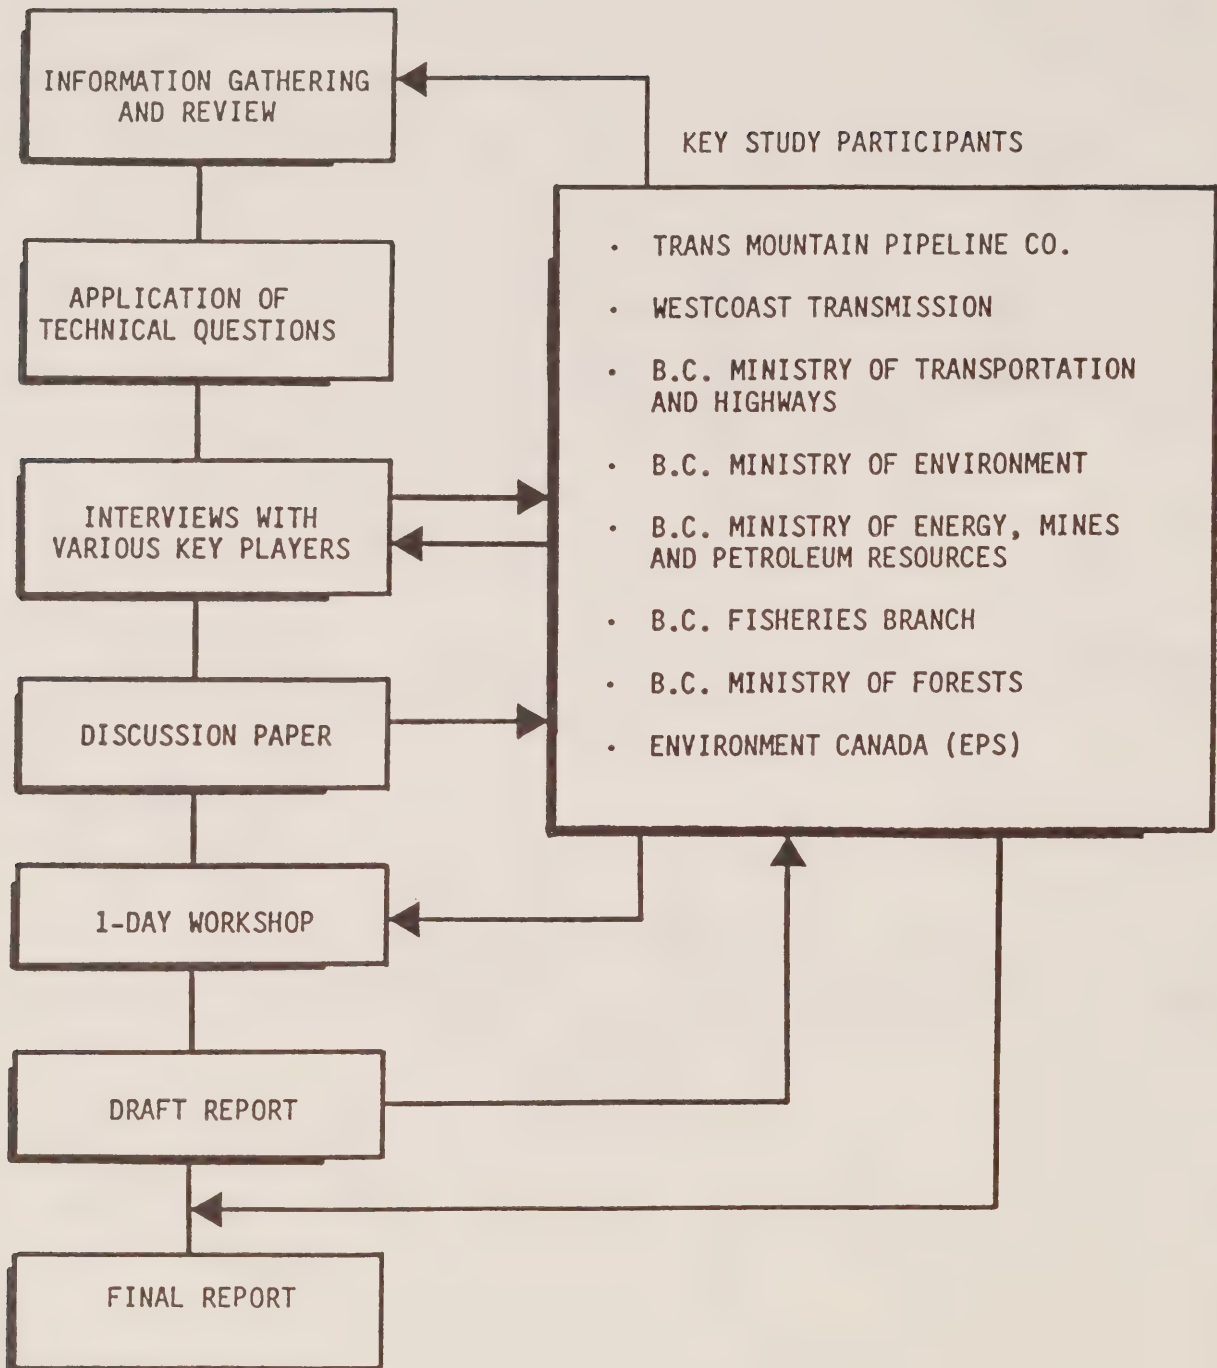 INFORMATION GATHERING
AND REVIEW
APPLICATION OF
TECHNICAL QUESTIONS
INTERVIEWS WITH
VARIOUS KEY PLAYERS
DISCUSSION PAPER
1-DAY WORKSHOP
DRAFT REPORT
FINAL REPORT
KEY STUDY PARTICIPANTS
· TRANS MOUNTAIN PIPELINE CO.
· WESTCOAST TRANSMISSION
· B.C. MINISTRY OF TRANSPORTATION
AND HIGHWAYS
· B.C. MINISTRY OF ENVIRONMENT
· B.C. MINISTRY OF ENERGY, MINES
AND PETROLEUM RESOURCES
· B.C. FISHERIES BRANCH
· B.C. MINISTRY OF FORESTS
· ENVIRONMENT CANADA (EPS)